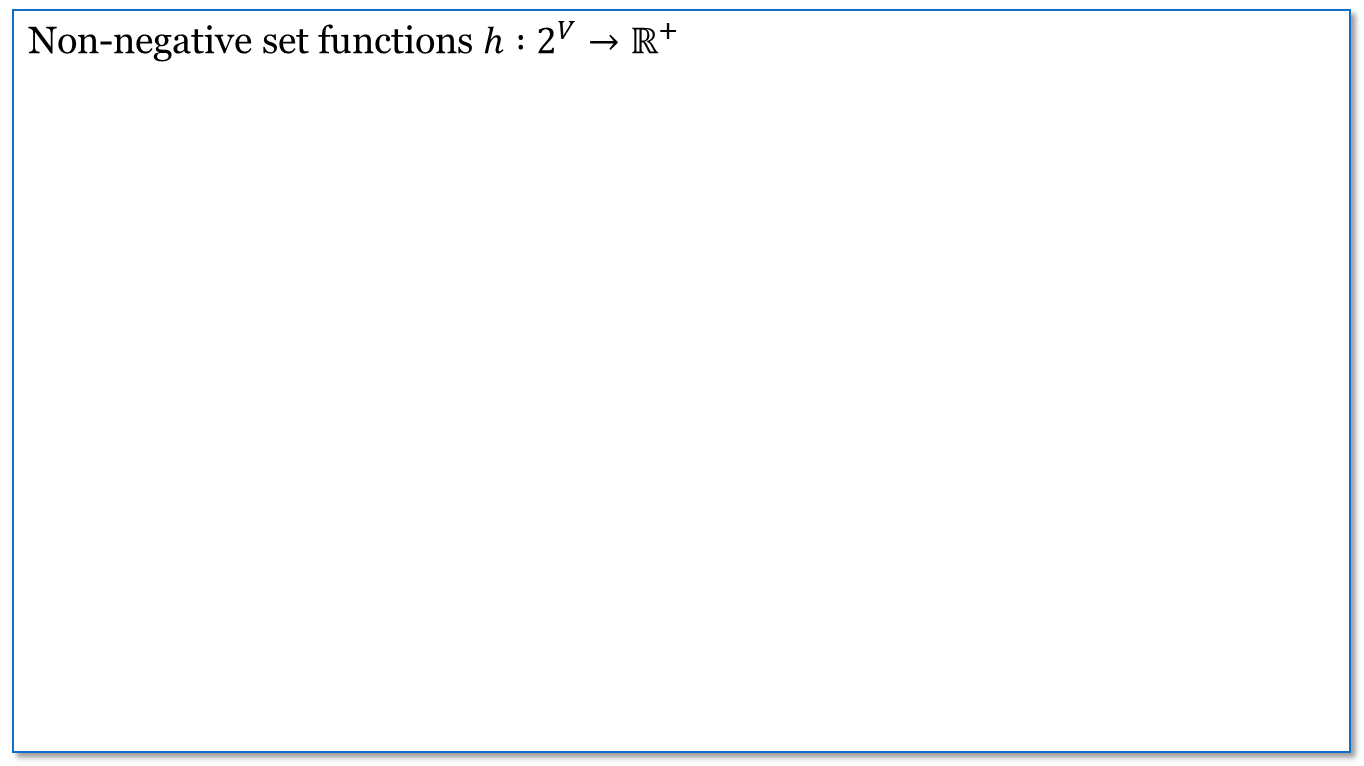 Non-negative set functions ℎ : 2^𝑉 → ℝ^+